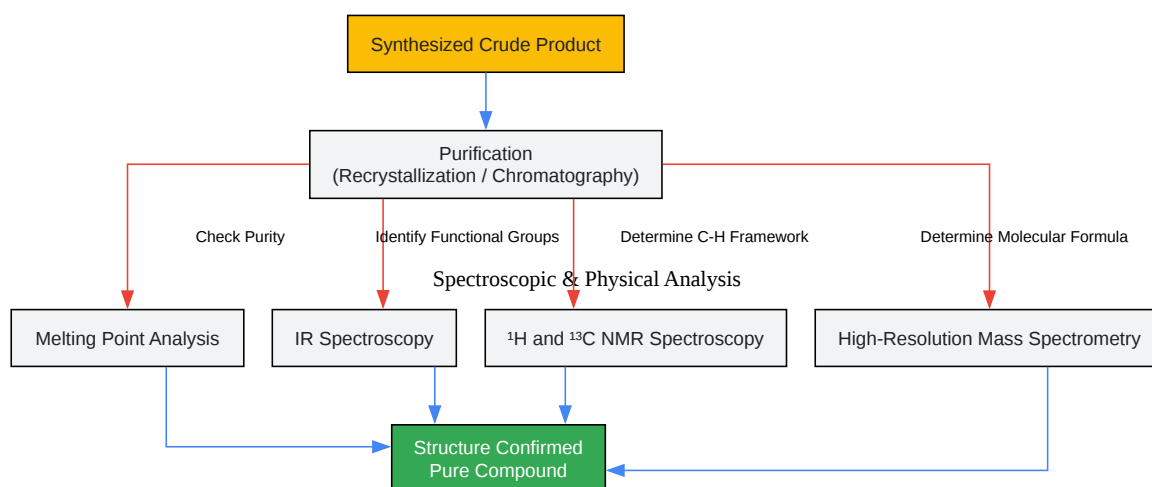 Synthesized Crude Product
Purification
(Recrystallization / Chromatography)
Check Purity
Identify Functional Groups
Determine C-H Framework
Determine Molecular Formula
Spectroscopic & Physical Analysis
Melting Point Analysis
IR Spectroscopy
¹H and ¹³C NMR Spectroscopy
High-Resolution Mass Spectrometry
Structure Confirmed
Pure Compound